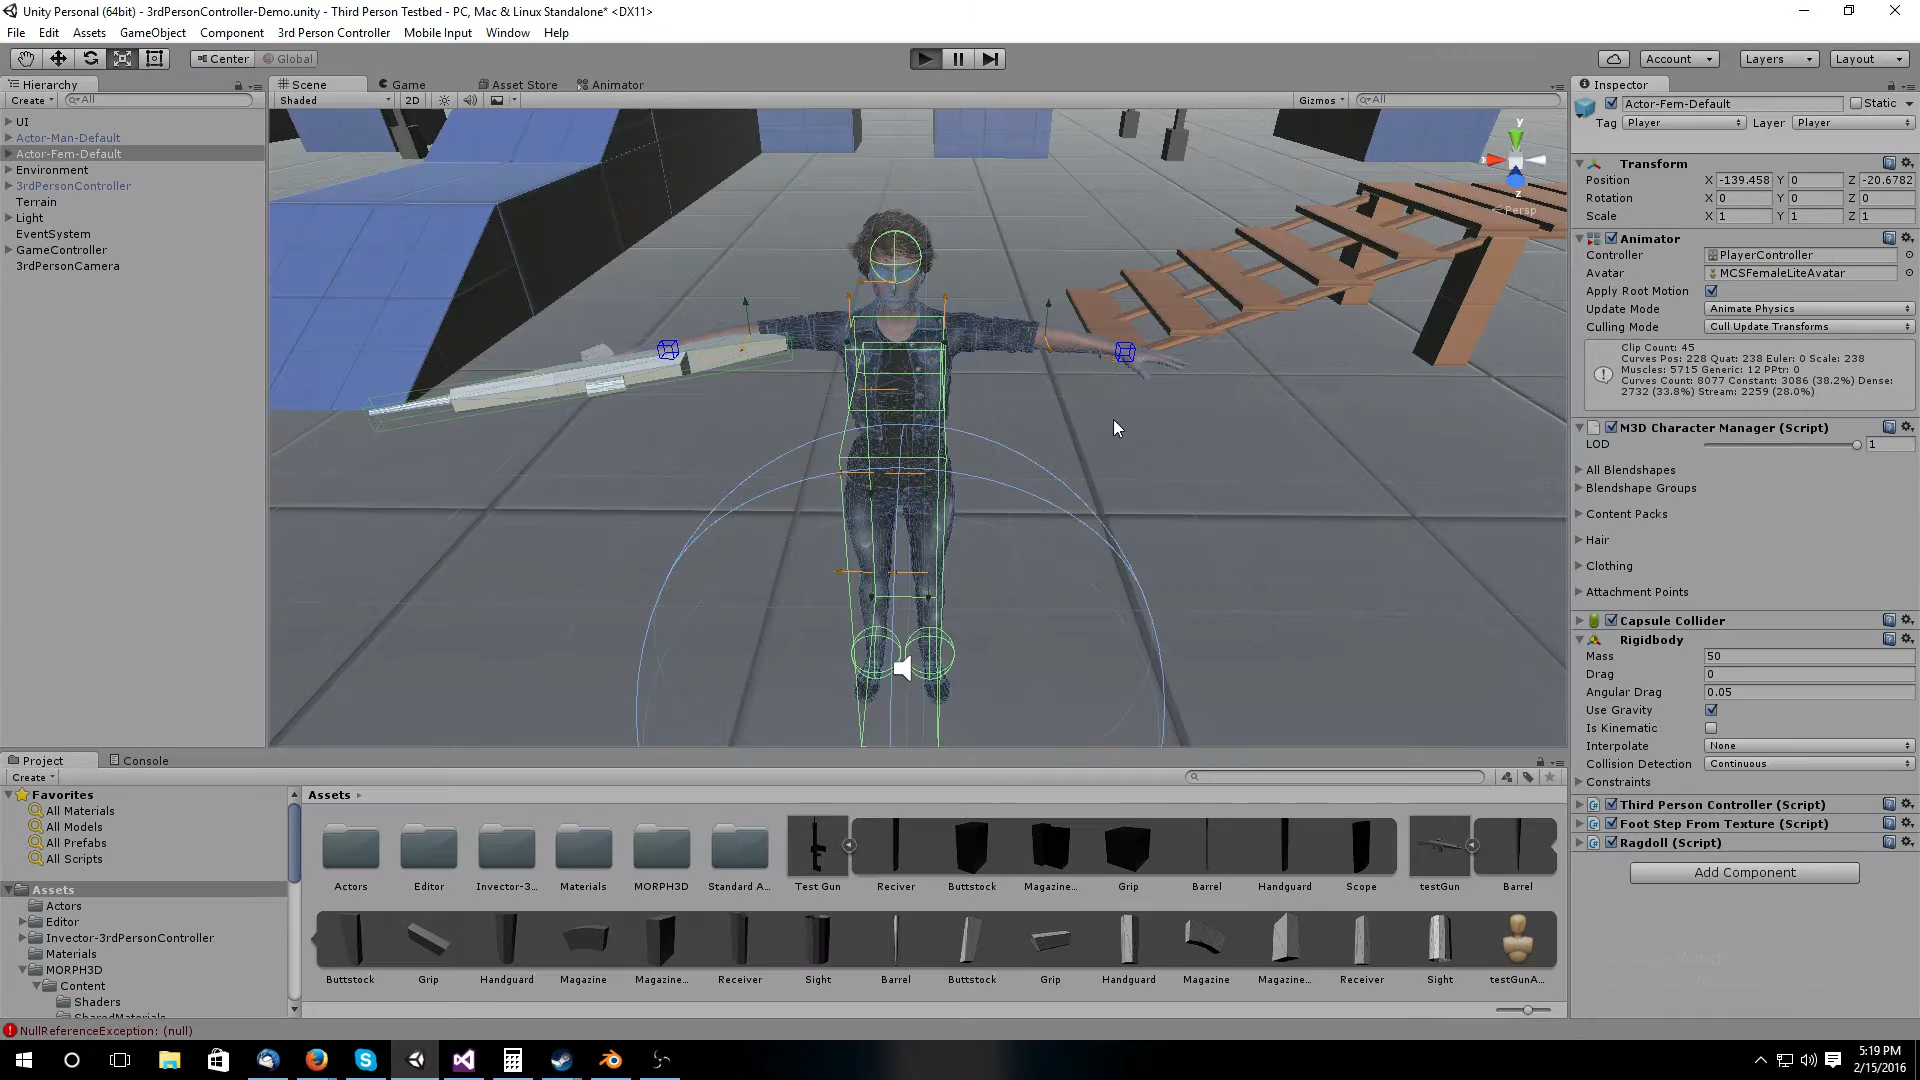 Unity Personal (64bit) - 3rdPersonController-Demo.unity - Third Person Testbed - PC, Mac & Linux Standalone* <DX11>
File Edit Assets GameObject Component 3rd Person Controller Mobile Input Window Help
Center Global Account Layers Layout
Hierarchy
Create All
UI
Actor-Man-Default
Actor-Fem-Default
Environment
3rdPersonController
Terrain
Light
EventSystem
GameController
3rdPersonCamera
Scene Game Asset Store Animator
Shaded 2D Gizmos All
y
x
z
Persp
Inspector
Actor-Fem-Default Static
Tag Player Layer Player
Transform
Position X -139.458 Y 0 Z -20.6782
Rotation X 0 Y 0 Z 0
Scale X 1 Y 1 Z 1
Animator
Controller PlayerController
Avatar MCSFemaleLiteAvatar
Apply Root Motion
Update Mode Animate Physics
Culling Mode Cull Update Transforms
Clip Count: 45
Curves Pos: 228 Quat: 238 Euler: 0 Scale: 238
Muscles: 5715 Generic: 12 PPtr: 0
Curves Count: 8077 Constant: 3086 (38.2%) Dense:
2732 (33.8%) Stream: 2259 (28.0%)
M3D Character Manager (Script)
LOD 1
All Blendshapes
Blendshape Groups
Content Packs
Hair
Clothing
Attachment Points
Capsule Collider
Rigidbody
Mass 50
Drag 0
Angular Drag 0.05
Use Gravity
Is Kinematic
Interpolate None
Collision Detection Continuous
Constraints
Third Person Controller (Script)
Foot Step From Texture (Script)
Ragdoll (Script)
Add Component
Project Console
Create
Favorites
All Materials
All Models
All Prefabs
All Scripts
Assets
Actors
Editor
Invector-3rdPersonController
Materials
MORPH3D
Content
Shaders
SharedMaterials
Assets
Actors Editor Invector-3... Materials MORPH3D Standard A... Test Gun Reciver Buttstock Magazine... Grip Barrel Handguard Scope testGun Barrel
Buttstock Grip Handguard Magazine Magazine... Receiver Sight Barrel Buttstock Grip Handguard Magazine Magazine... Receiver Sight testGunA...
NullReferenceException: (null)
5:19 PM
2/15/2016